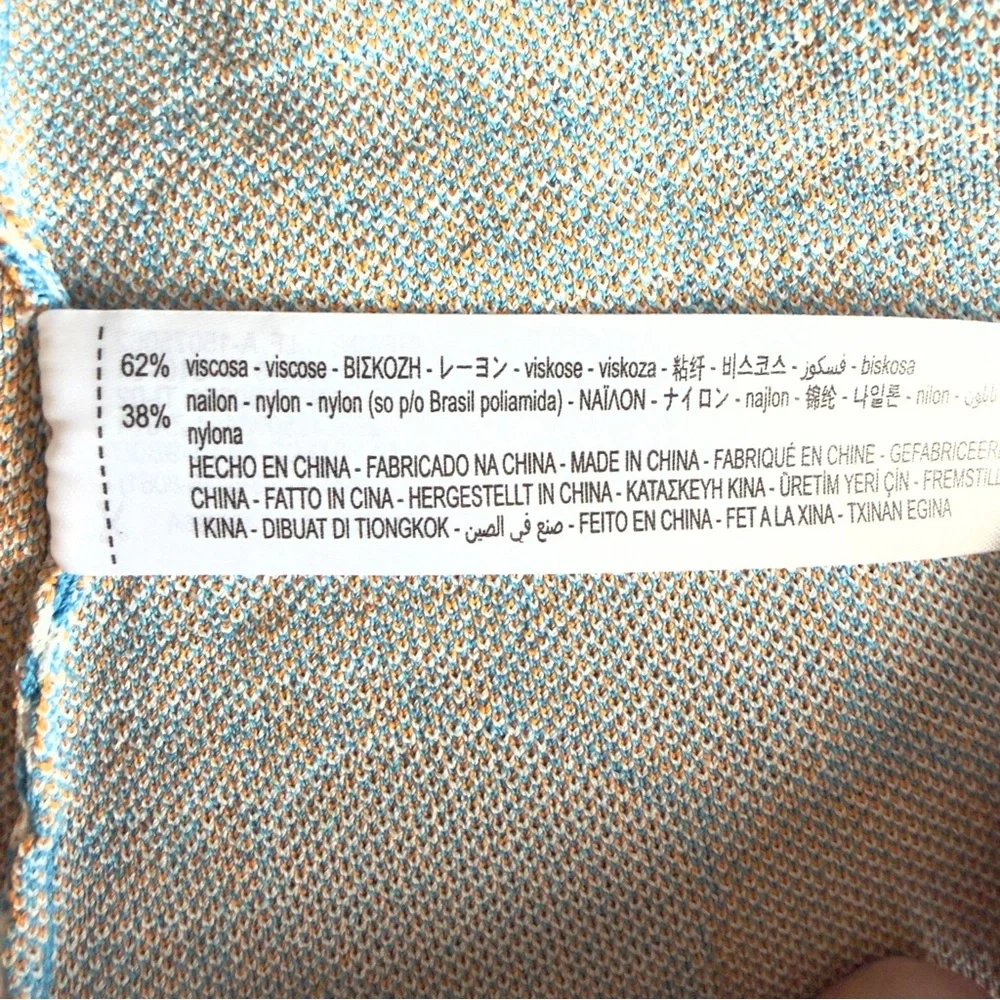 62% viscosa - viscose - ΒΙΣΚΟΖΗ - レーヨン - viskose - viskoza - 粘纤 - 비스코스 - فسكوز - biskosa
38% nailon - nylon - nylon (so p/o Brasil poliamida) - ΝΑΪΛΟΝ - ナイロン - najlon - 锦纶 - 나일론 - nilon -
nylona
HECHO EN CHINA - FABRICADO NA CHINA - MADE IN CHINA - FABRIQUÉ EN CHINE - GEFABRICEER
CHINA - FATTO IN CINA - HERGESTELLT IN CHINA - ΚΑΤΑΣΚΕΥΗ ΚΙΝΑ - ÜRETİM YERİ ÇİN - FREMSTILL
I KINA - DIBUAT DI TIONGKOK - صنع في الصين - FEITO EN CHINA - FET A LA XINA - TXINAN EGINA